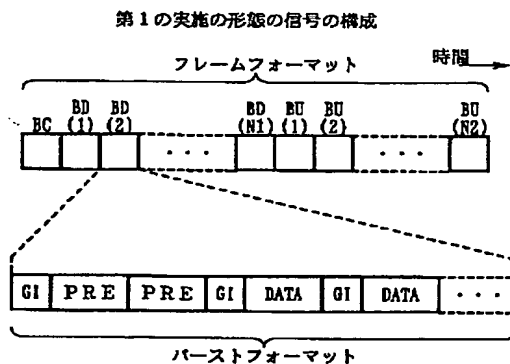 第1の実施の形態の信号の構成
フレームフォーマット
時間
BC BD(1) BD(2) ・・・ BD(N1) BU(1) BU(2) ・・・ BU(N2)
GI PRE PRE GI DATA GI DATA ・・・
バーストフォーマット